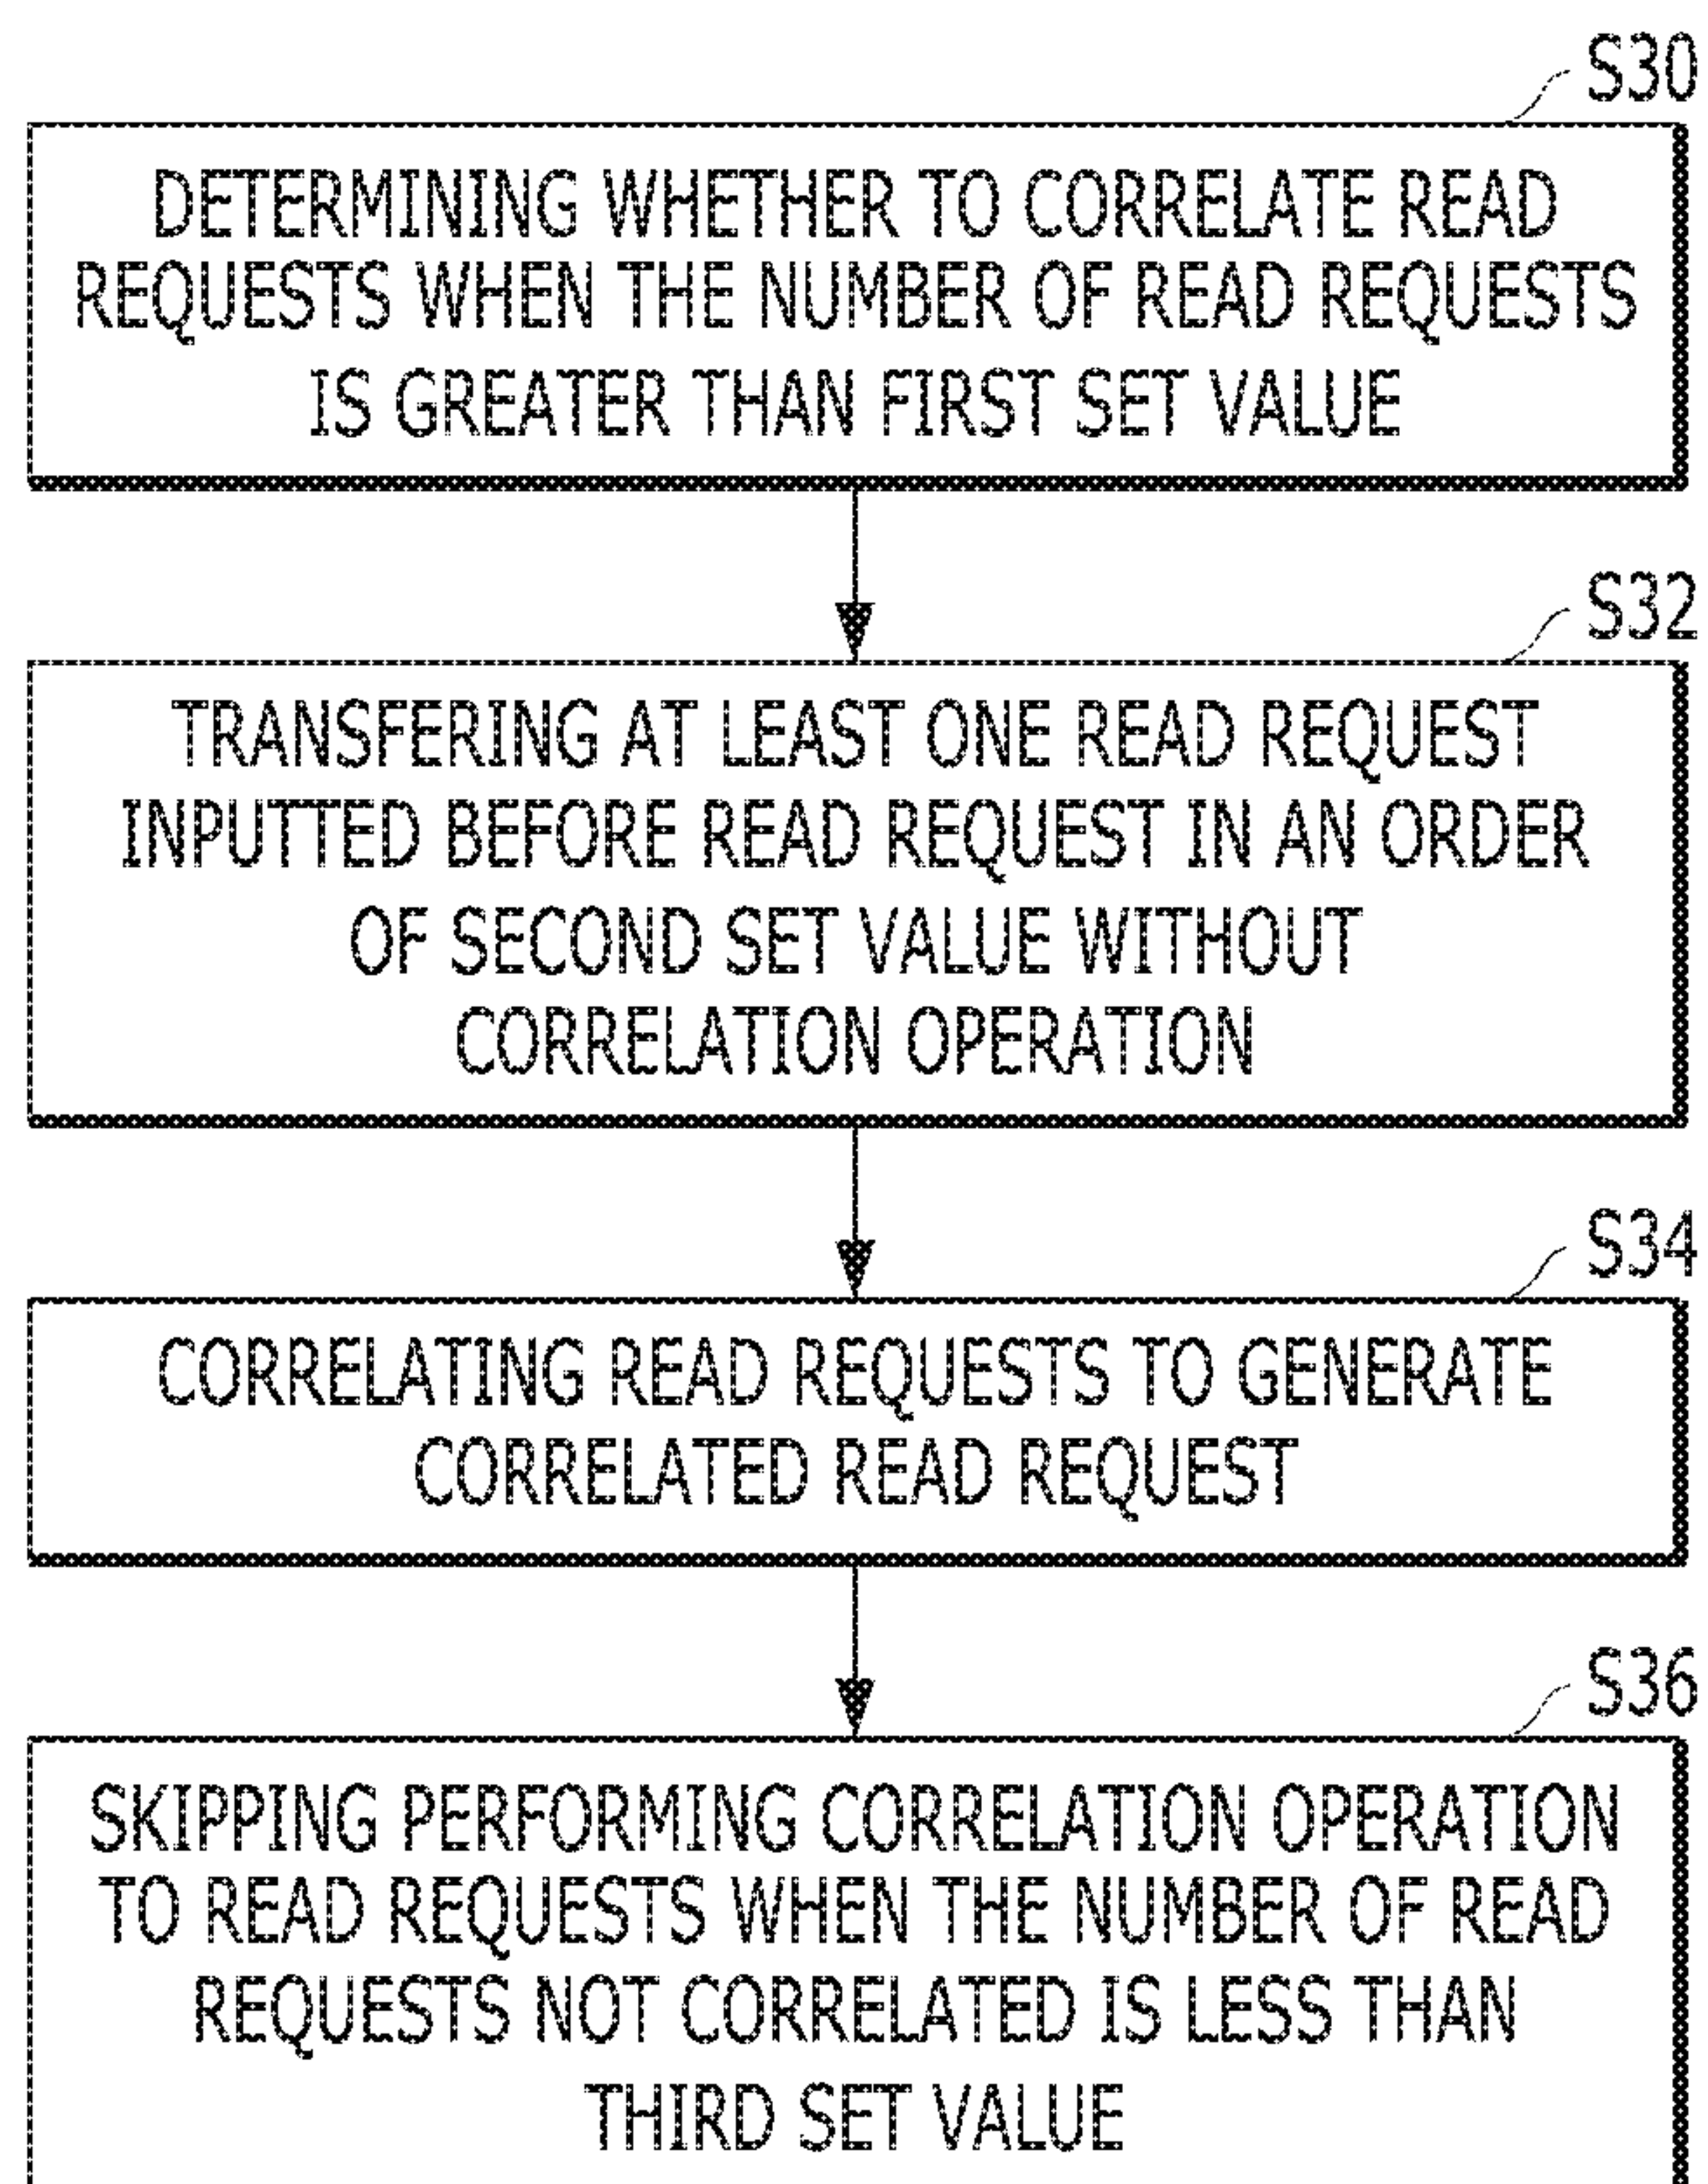 S30
DETERMINING WHETHER TO CORRELATE READ
REQUESTS WHEN THE NUMBER OF READ REQUESTS
IS GREATER THAN FIRST SET VALUE
S32
TRANSFERING AT LEAST ONE READ REQUEST
INPUTTED BEFORE READ REQUEST IN AN ORDER
OF SECOND SET VALUE WITHOUT
CORRELATION OPERATION
S34
CORRELATING READ REQUESTS TO GENERATE
CORRELATED READ REQUEST
S36
SKIPPING PERFORMING CORRELATION OPERATION
TO READ REQUESTS WHEN THE NUMBER OF READ
REQUESTS NOT CORRELATED IS LESS THAN
THIRD SET VALUE